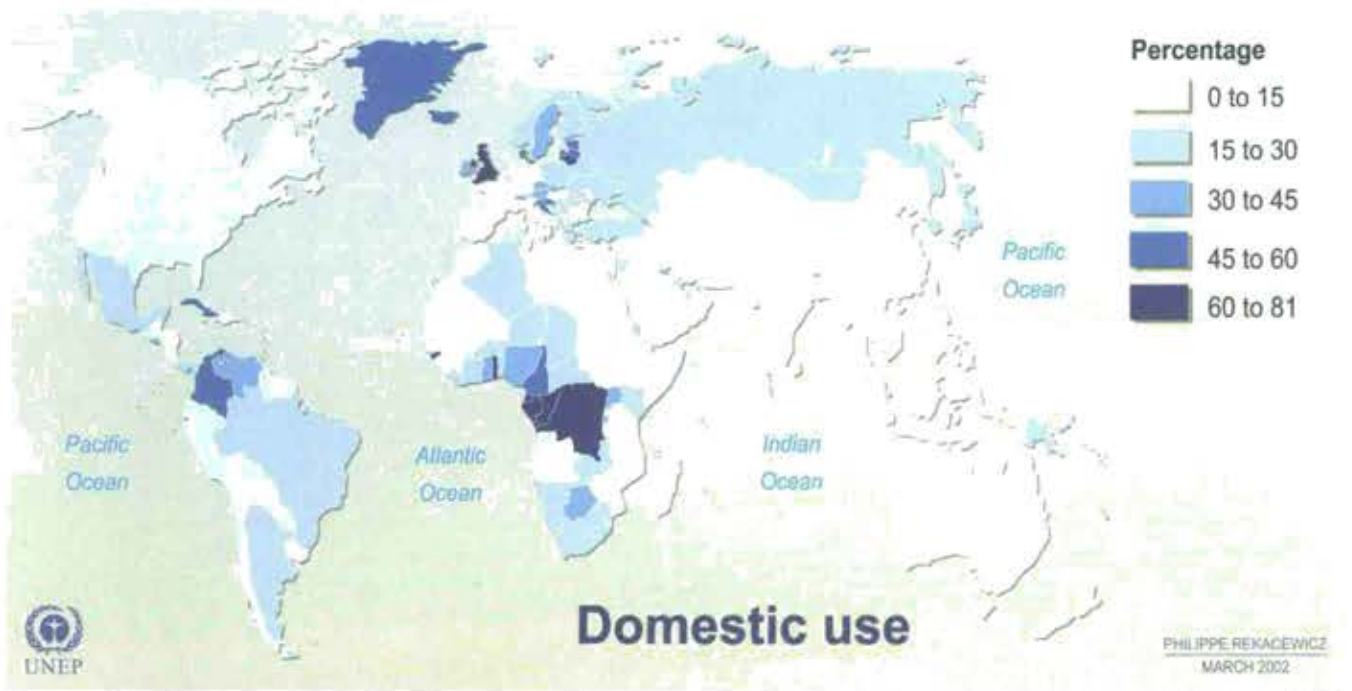 Percentage
0 to 15
15 to 30
30 to 45
45 to 60
60 to 81
Pacific
Ocean
Pacific
Ocean
Atlantic
Ocean
Indian
Ocean
Domestic use
UNEP
PHILIPPE REKACEWICZ
MARCH 2002